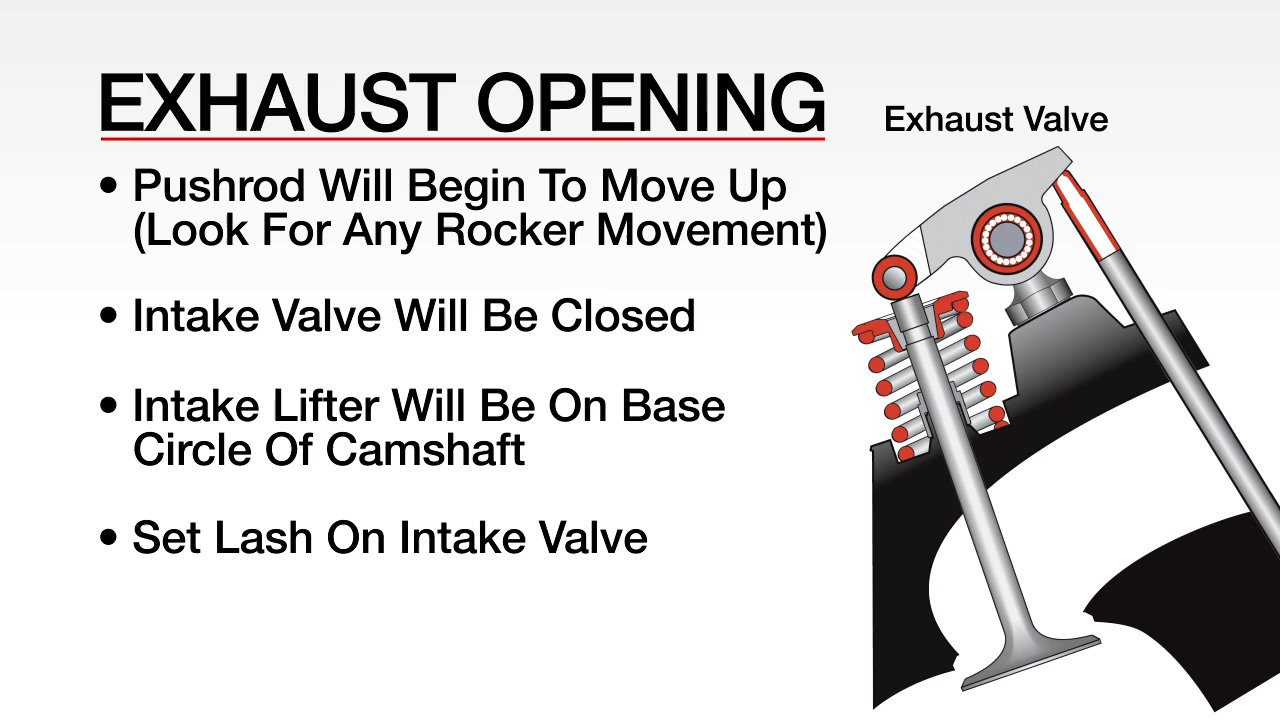 EXHAUST OPENING
Exhaust Valve
• Pushrod Will Begin To Move Up
(Look For Any Rocker Movement)
• Intake Valve Will Be Closed
• Intake Lifter Will Be On Base
Circle Of Camshaft
• Set Lash On Intake Valve